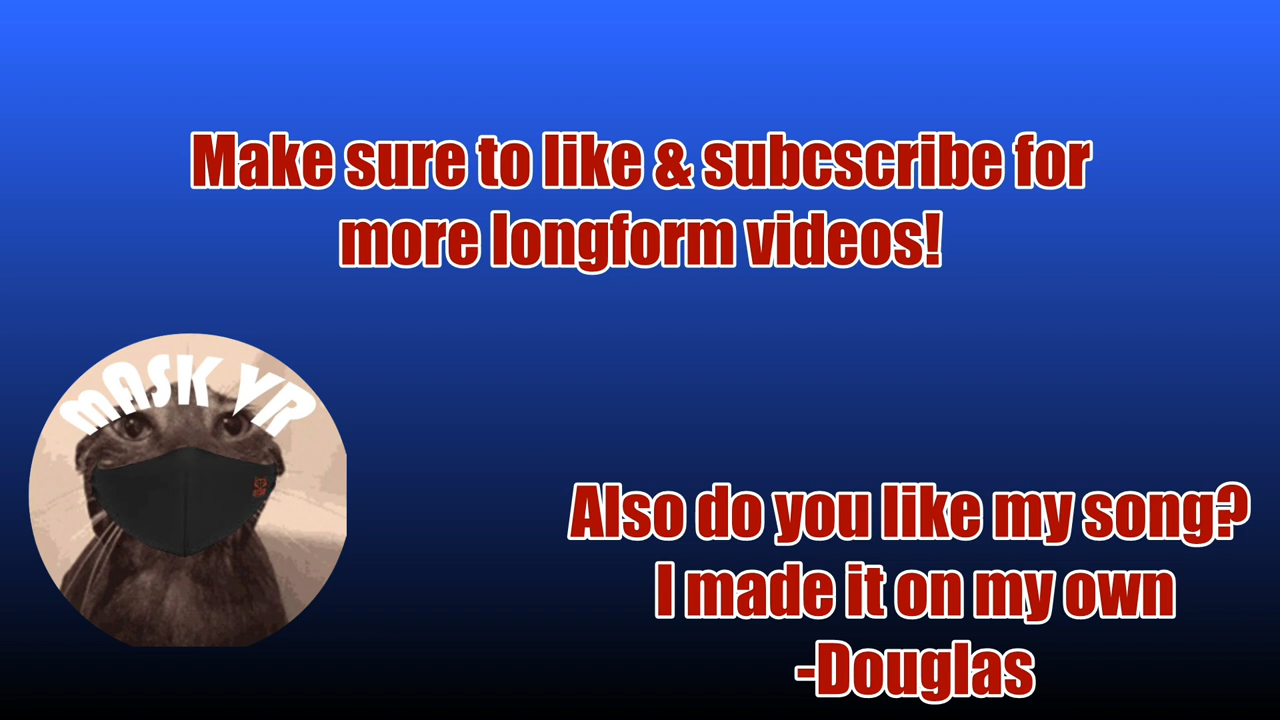 Make sure to like & subcscribe for
more longform videos!
mASK VR
Also do you like my song?
I made it on my own
-Douglas